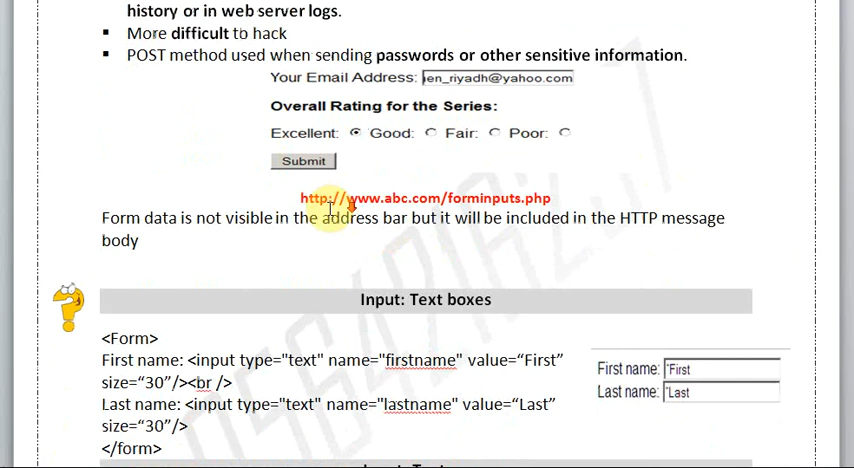 history or in web server logs.
▪ More difficult to hack
▪ POST method used when sending passwords or other sensitive information.
Your Email Address: en_riyadh@yahoo.com
Overall Rating for the Series:
Excellent: Good: Fair: Poor:
Submit
http://www.abc.com/forminputs.php
Form data is not visible in the address bar but it will be included in the HTTP message
body
Input: Text boxes
<Form>
First name: <input type="text" name="firstname" value=“First”
size=“30”/><br />
Last name: <input type="text" name="lastname" value=“Last”
size=“30”/>
</form>
First name: "First
Last name: "Last